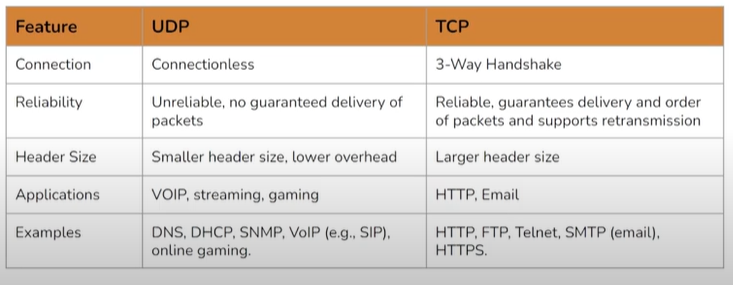 Feature UDP TCP
Connection Connectionless 3-Way Handshake
Reliability Unreliable, no guaranteed delivery of packets Reliable, guarantees delivery and order of packets and supports retransmission
Header Size Smaller header size, lower overhead Larger header size
Applications VOIP, streaming, gaming HTTP, Email
Examples DNS, DHCP, SNMP, VoIP (e.g., SIP), online gaming. HTTP, FTP, Telnet, SMTP (email), HTTPS.